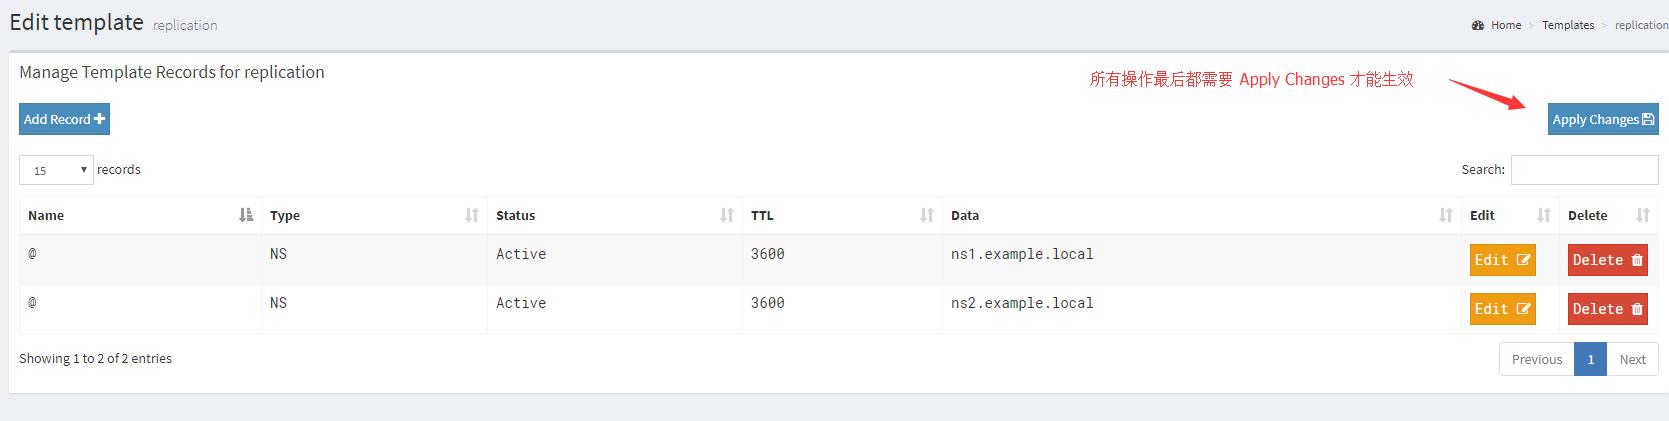 Edit template replication
Home > Templates > replication
Manage Template Records for replication
所有操作最后都需要 Apply Changes 才能生效
Add Record
Apply Changes
15 records
Search:
Name Type Status TTL Data Edit Delete
@ NS Active 3600 ns1.example.local Edit Delete
@ NS Active 3600 ns2.example.local Edit Delete
Showing 1 to 2 of 2 entries
Previous 1 Next